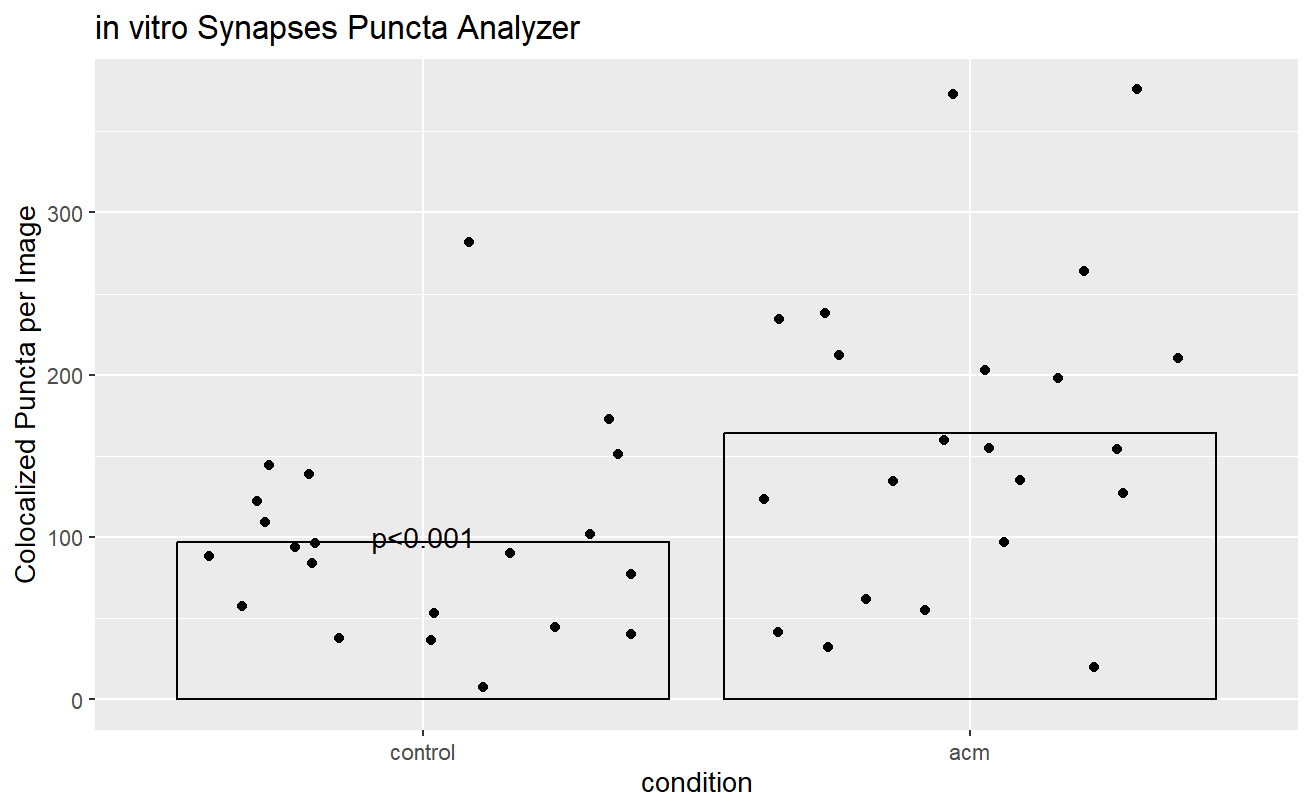 in vitro Synapses Puncta Analyzer
Colocalized Puncta per Image
300
200
100
0
p<0.001
control
acm
condition